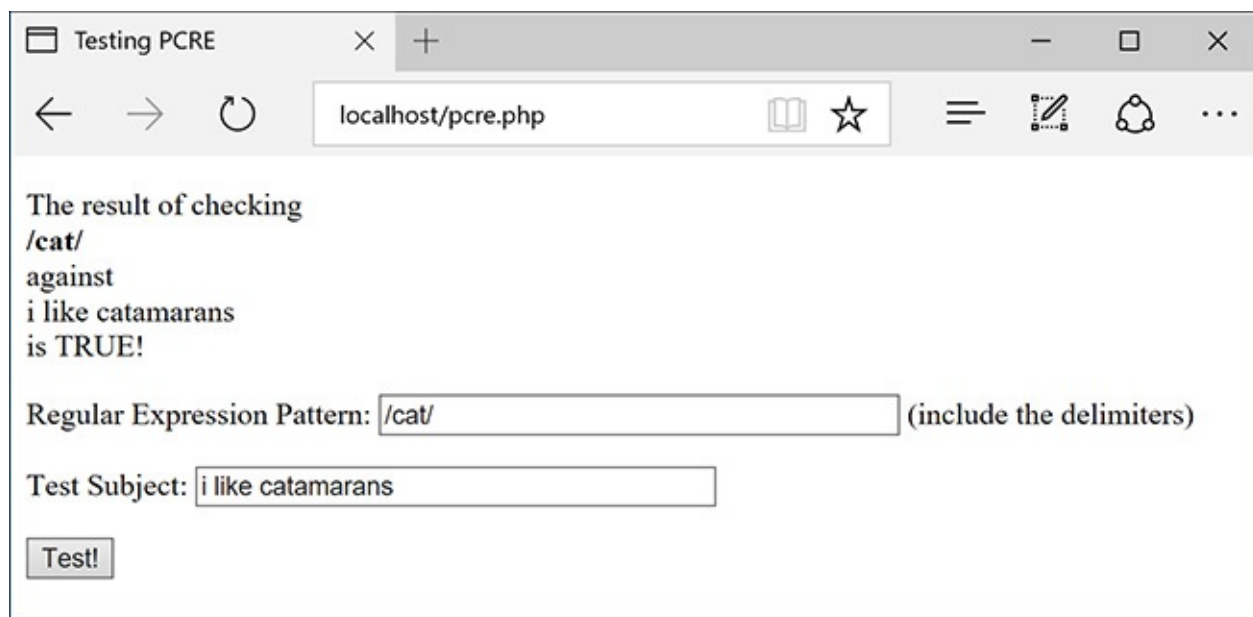 Testing PCRE
localhost/pcre.php
The result of checking
/cat/
against
i like catamarans
is TRUE!
Regular Expression Pattern: /cat/ (include the delimiters)
Test Subject: i like catamarans
Test!